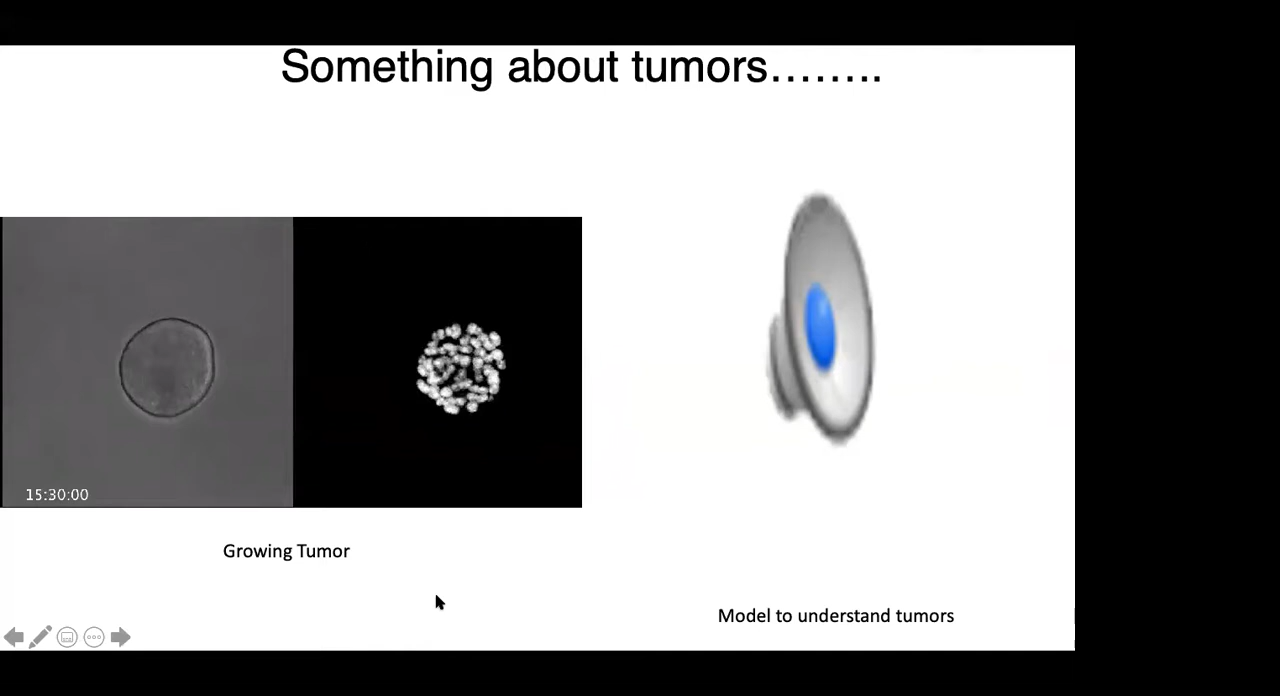 Something about tumors........
15:30:00
Growing Tumor
Model to understand tumors